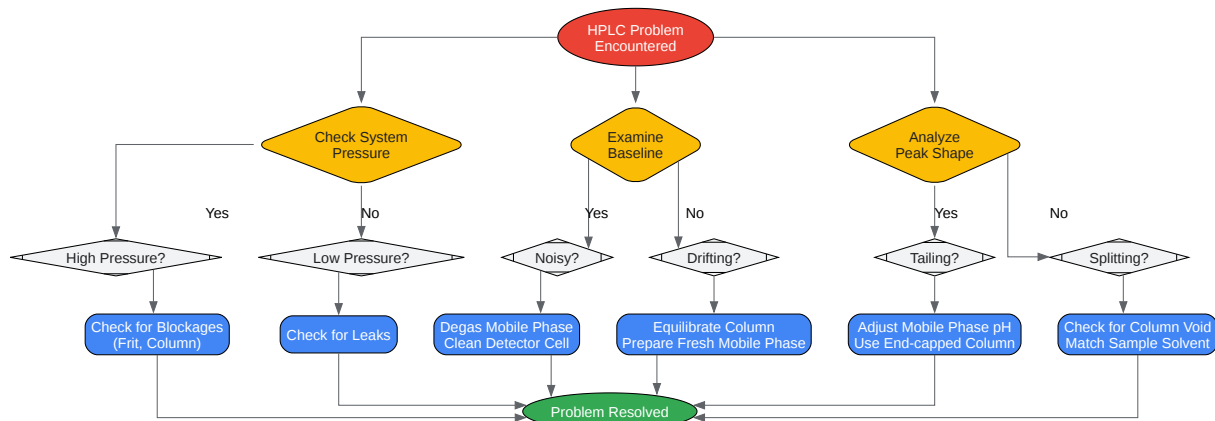 HPLC Problem
Encountered
Check System
Pressure
Examine
Baseline
Analyze
Peak Shape
Yes
No
Yes
No
Yes
No
High Pressure?
Low Pressure?
Noisy?
Drifting?
Tailing?
Splitting?
Check for Blockages
(Frit, Column)
Check for Leaks
Degas Mobile Phase
Clean Detector Cell
Equilibrate Column
Prepare Fresh Mobile Phase
Adjust Mobile Phase pH
Use End-capped Column
Check for Column Void
Match Sample Solvent
Problem Resolved